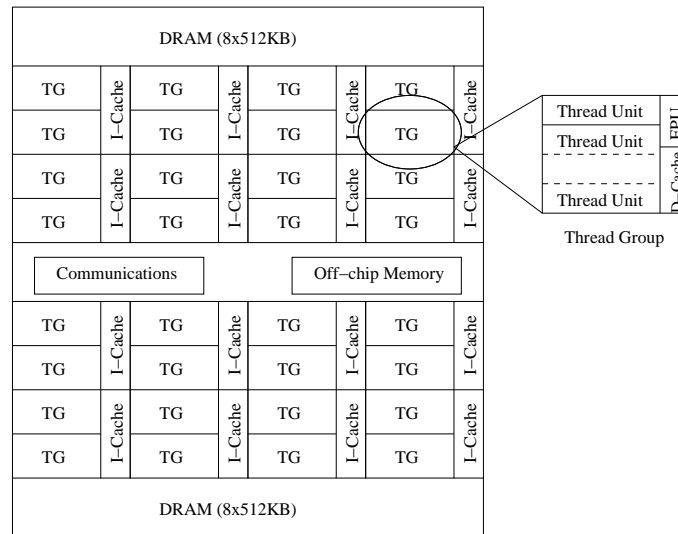 DRAM (8x512KB)
TG I−Cache TG I−Cache TG I−Cache TG I−Cache
TG TG TG TG
TG I−Cache TG I−Cache TG I−Cache TG I−Cache
TG TG TG TG
Communications Off−chip Memory
TG I−Cache TG I−Cache TG I−Cache TG I−Cache
TG TG TG TG
TG I−Cache TG I−Cache TG I−Cache TG I−Cache
TG TG TG TG
DRAM (8x512KB)
Thread Unit FPU
Thread Unit
Thread Unit D−Cache
Thread Group